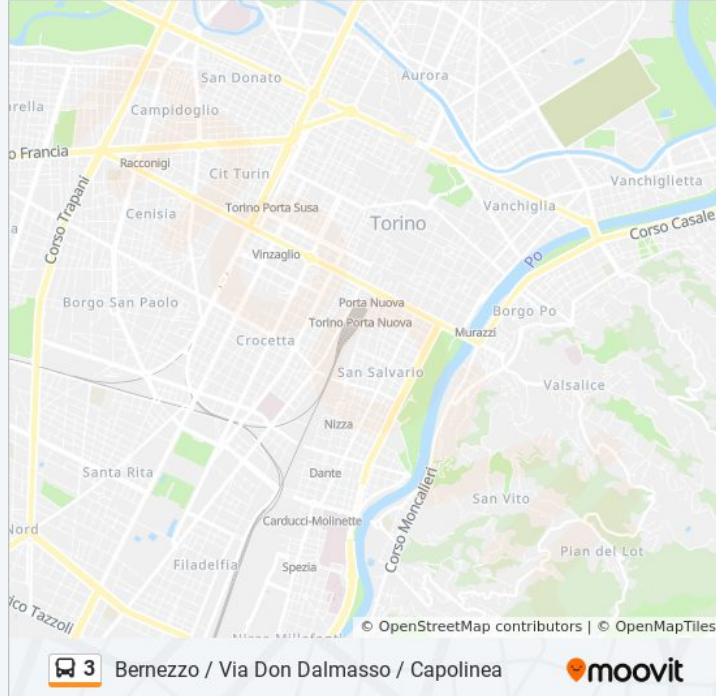 San Donato
Aurora
arella
Campidoglio
o Francia
Racconigi
Cit Turin
Vanchiglietta
Corso Trapani
Cenisia
Torino Porta Susa
Vanchiglia
Torino
Corso Casale
a
Vinzaglio
Po
Borgo San Paolo
Porta Nuova
Borgo Po
Torino Porta Nuova
Murazzi
Crocetta
San Salvario
Valsalice
Nizza
Santa Rita
Dante
San Vito
Corso Moncalieri
Nord
Carducci-Molinette
Pian del Lot
Filadelfia
Spezia
ico Tazzoli
© OpenStreetMap contributors | © OpenMapTiles
3 Bernezzo / Via Don Dalmasso / Capolinea
moovit